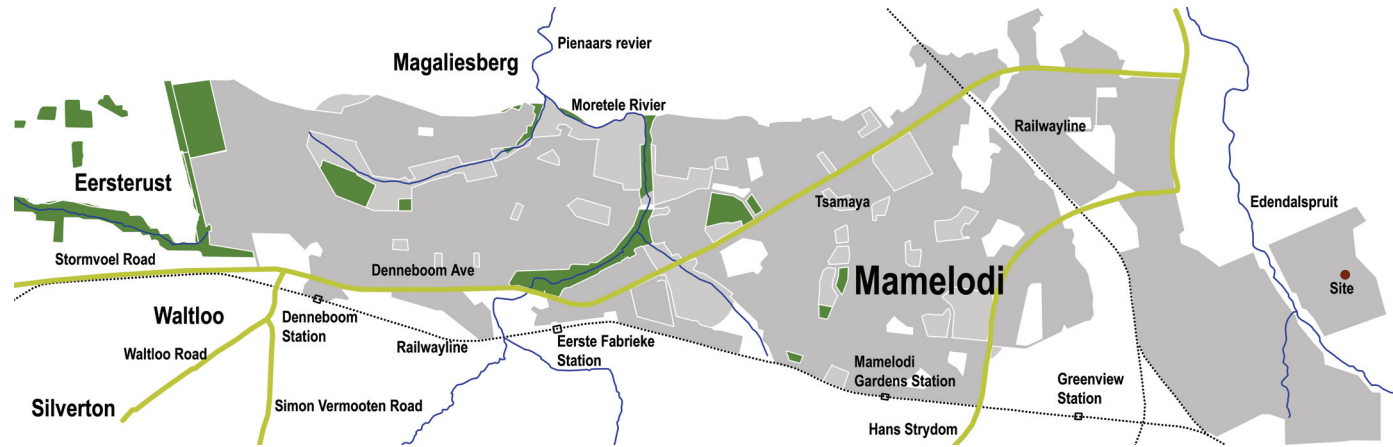 Pienaars revier
Magaliesberg
Moretele Rivier
Railwayline
Eersterust
Tsamaya
Edendalspruit
Stormvoel Road
Denneboom Ave
Mamelodi
Site
Waltloo
Denneboom
Station
Waltloo Road
Railwayline
Eerste Fabrieke
Station
Mamelodi
Gardens Station
Greenview
Station
Silverton
Simon Vermooten Road
Hans Strydom